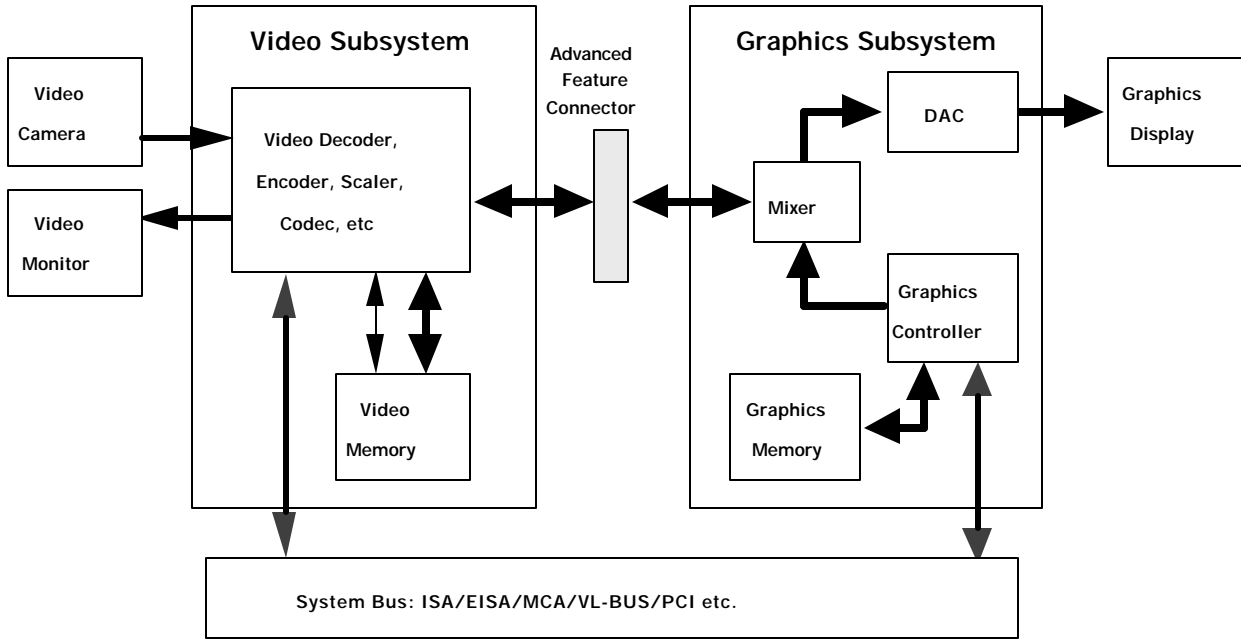 Video Subsystem
Graphics Subsystem
Advanced
Feature
Connector
Video
Camera
Video Decoder,
Encoder, Scaler,
Codec, etc
DAC
Graphics
Display
Mixer
Video
Monitor
Graphics
Controller
Video
Memory
Graphics
Memory
System Bus: ISA/EISA/MCA/VL-BUS/PCI etc.